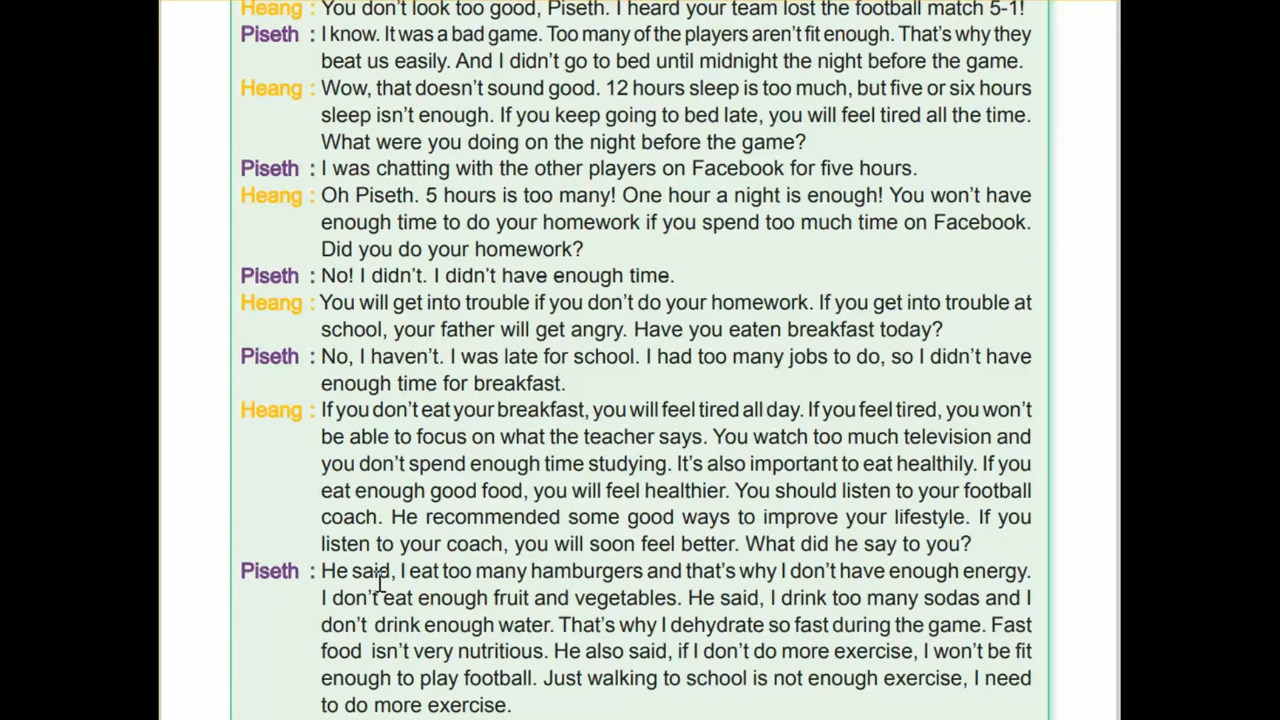 Heang : You don't look too good, Piseth. I heard your team lost the football match 5-1!
Piseth : I know. It was a bad game. Too many of the players aren't fit enough. That's why they
beat us easily. And I didn't go to bed until midnight the night before the game.
Heang : Wow, that doesn't sound good. 12 hours sleep is too much, but five or six hours
sleep isn't enough. If you keep going to bed late, you will feel tired all the time.
What were you doing on the night before the game?
Piseth : I was chatting with the other players on Facebook for five hours.
Heang : Oh Piseth. 5 hours is too many! One hour a night is enough! You won't have
enough time to do your homework if you spend too much time on Facebook.
Did you do your homework?
Piseth : No! I didn't. I didn't have enough time.
Heang : You will get into trouble if you don't do your homework. If you get into trouble at
school, your father will get angry. Have you eaten breakfast today?
Piseth : No, I haven't. I was late for school. I had too many jobs to do, so I didn't have
enough time for breakfast.
Heang : If you don't eat your breakfast, you will feel tired all day. If you feel tired, you won't
be able to focus on what the teacher says. You watch too much television and
you don't spend enough time studying. It's also important to eat healthily. If you
eat enough good food, you will feel healthier. You should listen to your football
coach. He recommended some good ways to improve your lifestyle. If you
listen to your coach, you will soon feel better. What did he say to you?
Piseth : He said, I eat too many hamburgers and that's why I don't have enough energy.
I don't eat enough fruit and vegetables. He said, I drink too many sodas and I
don't drink enough water. That's why I dehydrate so fast during the game. Fast
food isn't very nutritious. He also said, if I don't do more exercise, I won't be fit
enough to play football. Just walking to school is not enough exercise, I need
to do more exercise.